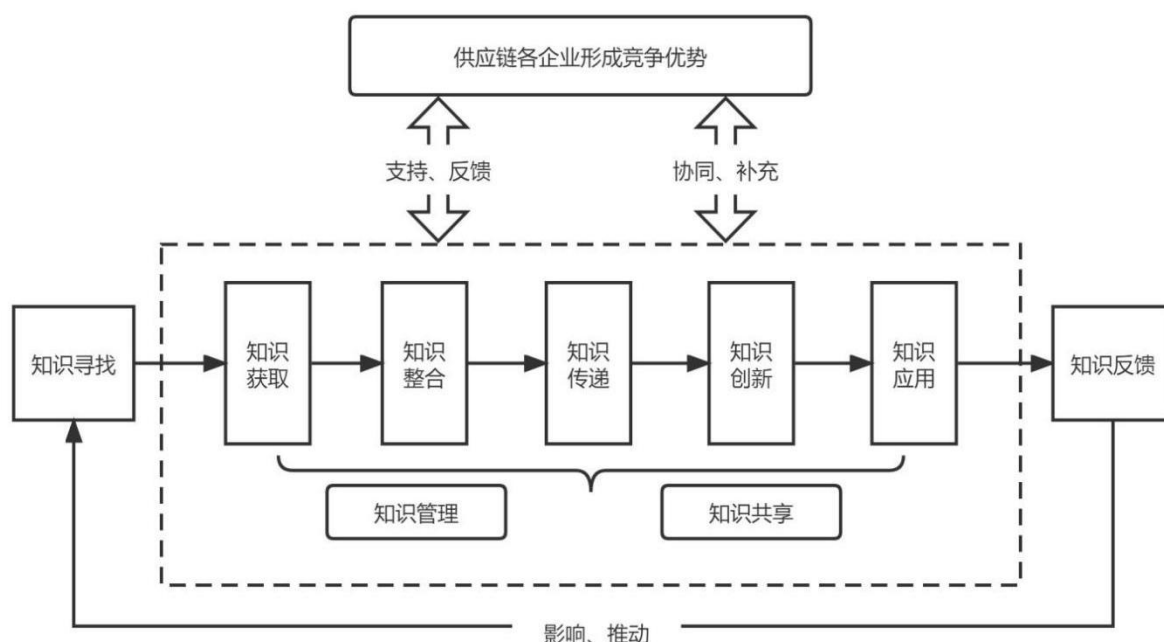 供应链各企业形成竞争优势
支持、反馈
协同、补充
知识寻找
知识
获取
知识
整合
知识
传递
知识
创新
知识
应用
知识反馈
知识管理
知识共享
影响、推动